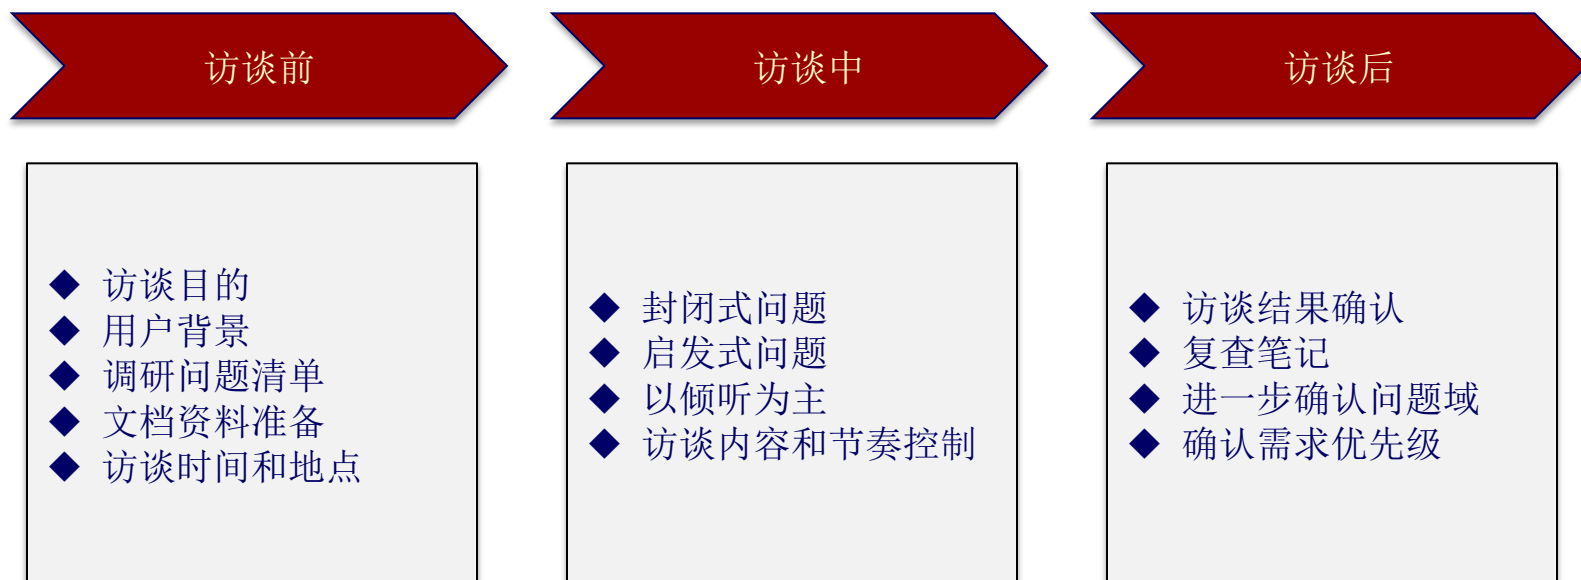 访谈前
访谈中
访谈后
访谈目的
用户背景
调研问题清单
文档资料准备
访谈时间和地点
封闭式问题
启发式问题
以倾听为主
访谈内容和节奏控制
访谈结果确认
复查笔记
进一步确认问题域
确认需求优先级